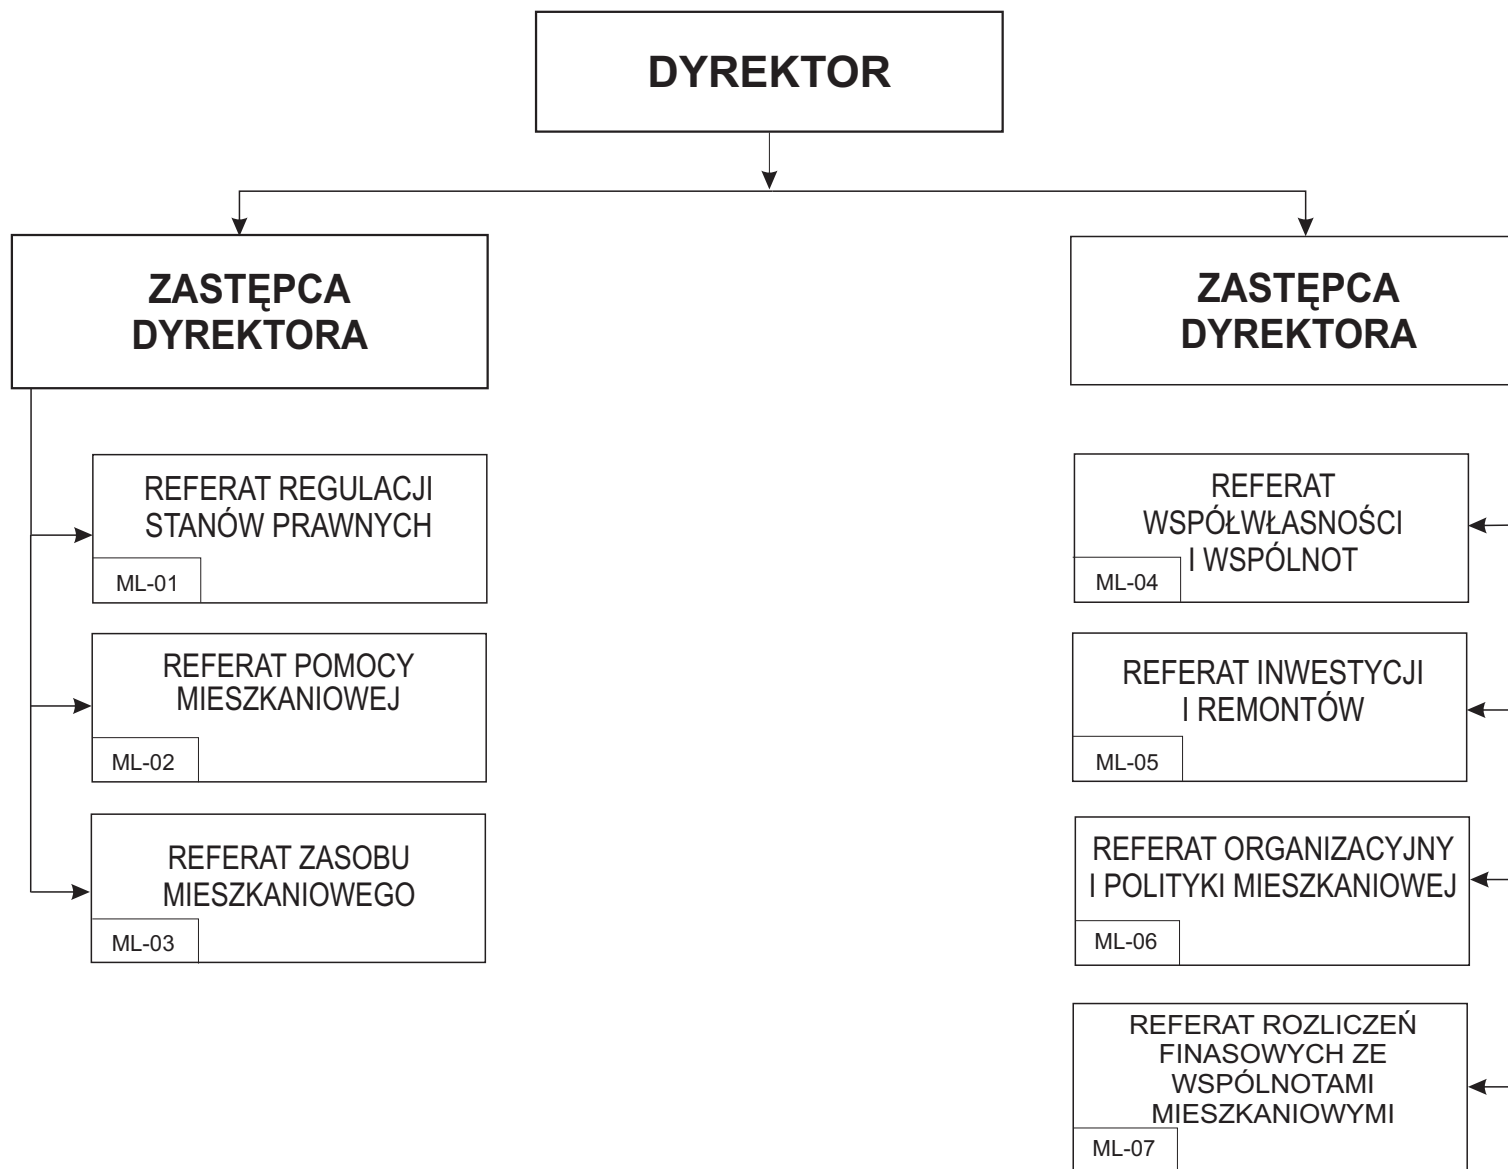 DYREKTOR
ZASTĘPCA
DYREKTORA
REFERAT REGULACJI
STANÓW PRAWNYCH
ML-01
REFERAT POMOCY
MIESZKANIOWEJ
ML-02
REFERAT ZASOBU
MIESZKANIOWEGO
ML-03
ZASTĘPCA
DYREKTORA
REFERAT
WSPÓŁWŁASNOŚCI
I WSPÓLNOT
ML-04
REFERAT INWESTYCJI
I REMONTÓW
ML-05
REFERAT ORGANIZACYJNY
I POLITYKI MIESZKANIOWEJ
ML-06
REFERAT ROZLICZEŃ
FINASOWYCH ZE
WSPÓLNOTAMI
MIESZKANIOWYMI
ML-07